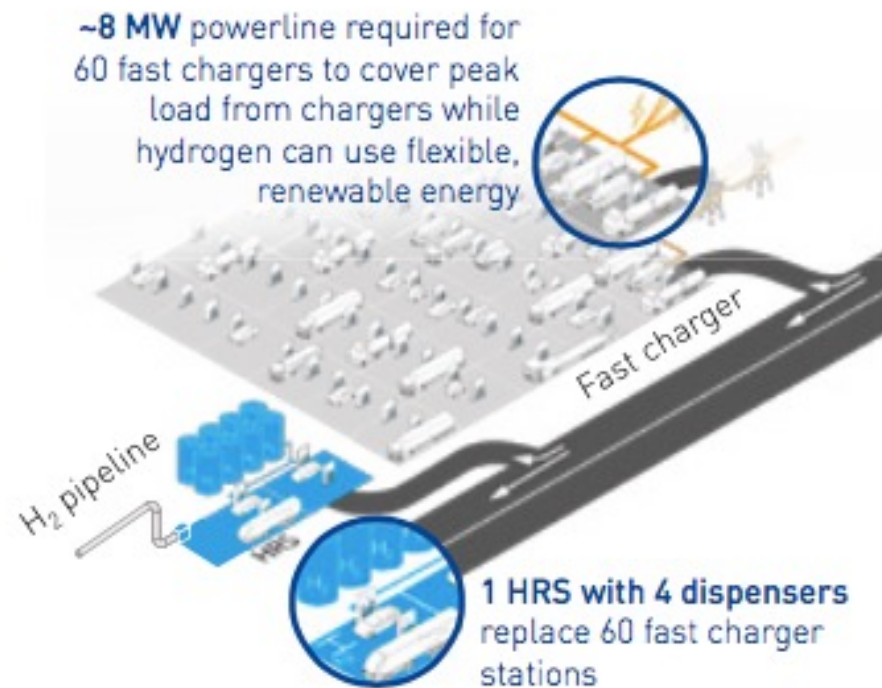 ~8 MW powerline required for
60 fast chargers to cover peak
load from chargers while
hydrogen can use flexible,
renewable energy
Fast charger
H₂ pipeline
HRS
1 HRS with 4 dispensers
replace 60 fast charger
stations